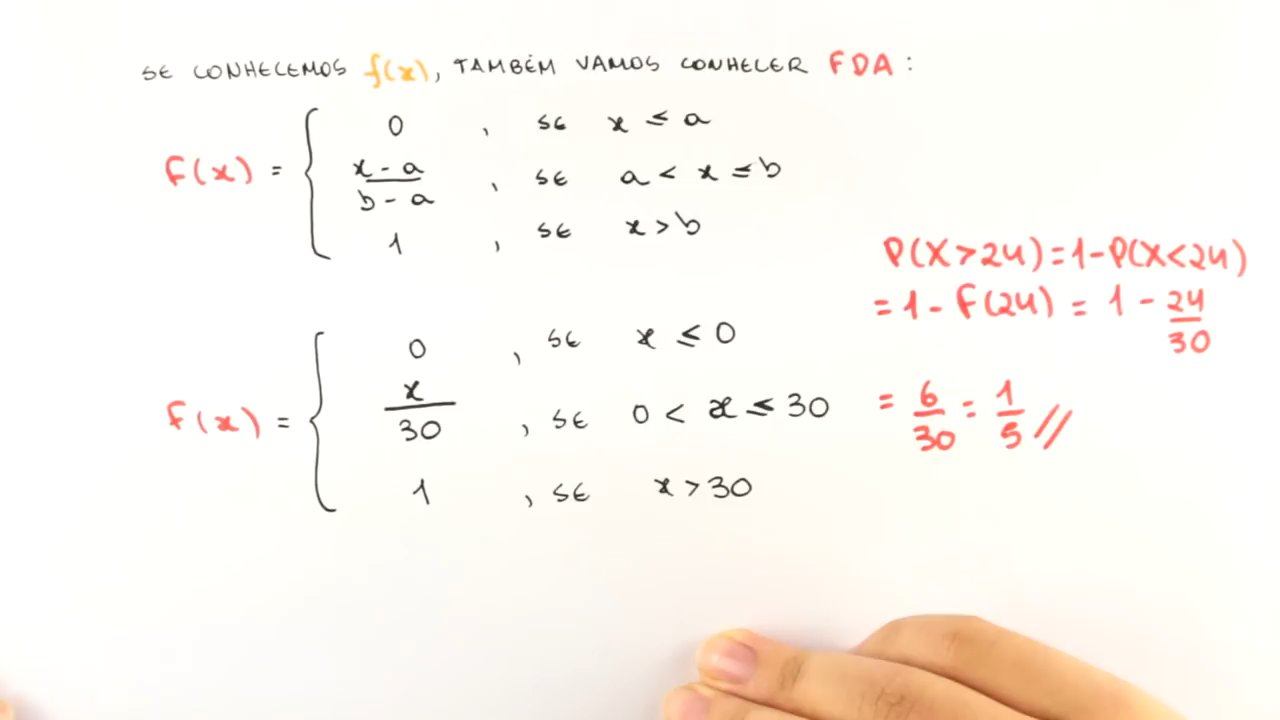 SE CONHECEMOS f(x), TAMBÉM VAMOS CONHECER FDA :
F(x) = { 0 , SE x ≤ a
x - a / b - a , SE a < x ≤ b
1 , SE x > b
P(X>24) = 1 - P(X<24)
= 1 - F(24) = 1 - 24/30
= 6/30 = 1/5 //
F(x) = { 0 , SE x ≤ 0
x/30 , SE 0 < x ≤ 30
1 , SE x > 30